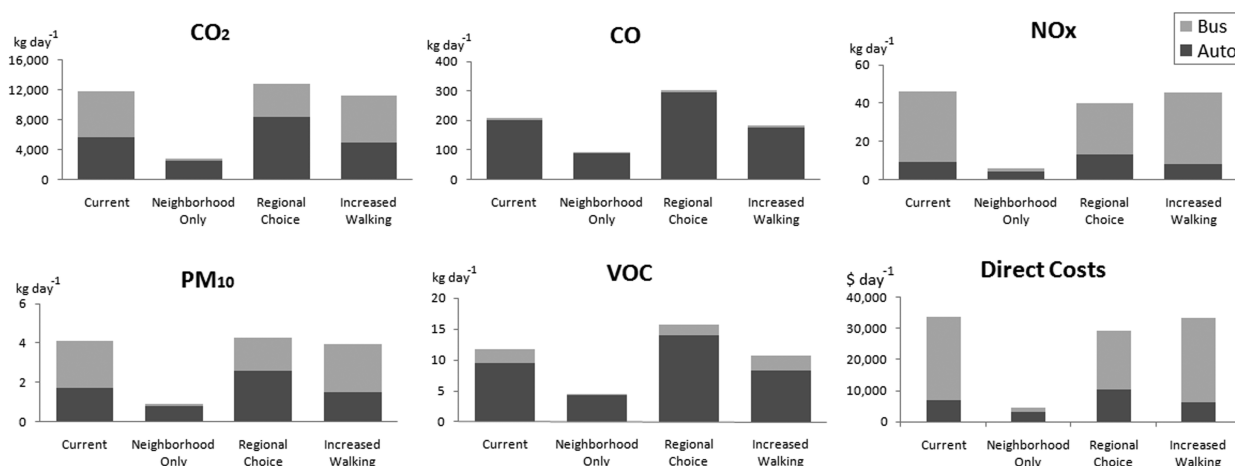 CO₂
kg day⁻¹
16,000
12,000
8,000
4,000
0
Current
Neighborhood
Only
Regional
Choice
Increased
Walking
CO
kg day⁻¹
400
300
200
100
0
Current
Neighborhood
Only
Regional
Choice
Increased
Walking
NOx
kg day⁻¹
60
40
20
0
Current
Neighborhood
Only
Regional
Choice
Increased
Walking
Bus
Auto
PM₁₀
kg day⁻¹
6
4
2
0
Current
Neighborhood
Only
Regional
Choice
Increased
Walking
VOC
kg day⁻¹
20
15
10
5
0
Current
Neighborhood
Only
Regional
Choice
Increased
Walking
Direct Costs
$ day⁻¹
40,000
30,000
20,000
10,000
0
Current
Neighborhood
Only
Regional
Choice
Increased
Walking